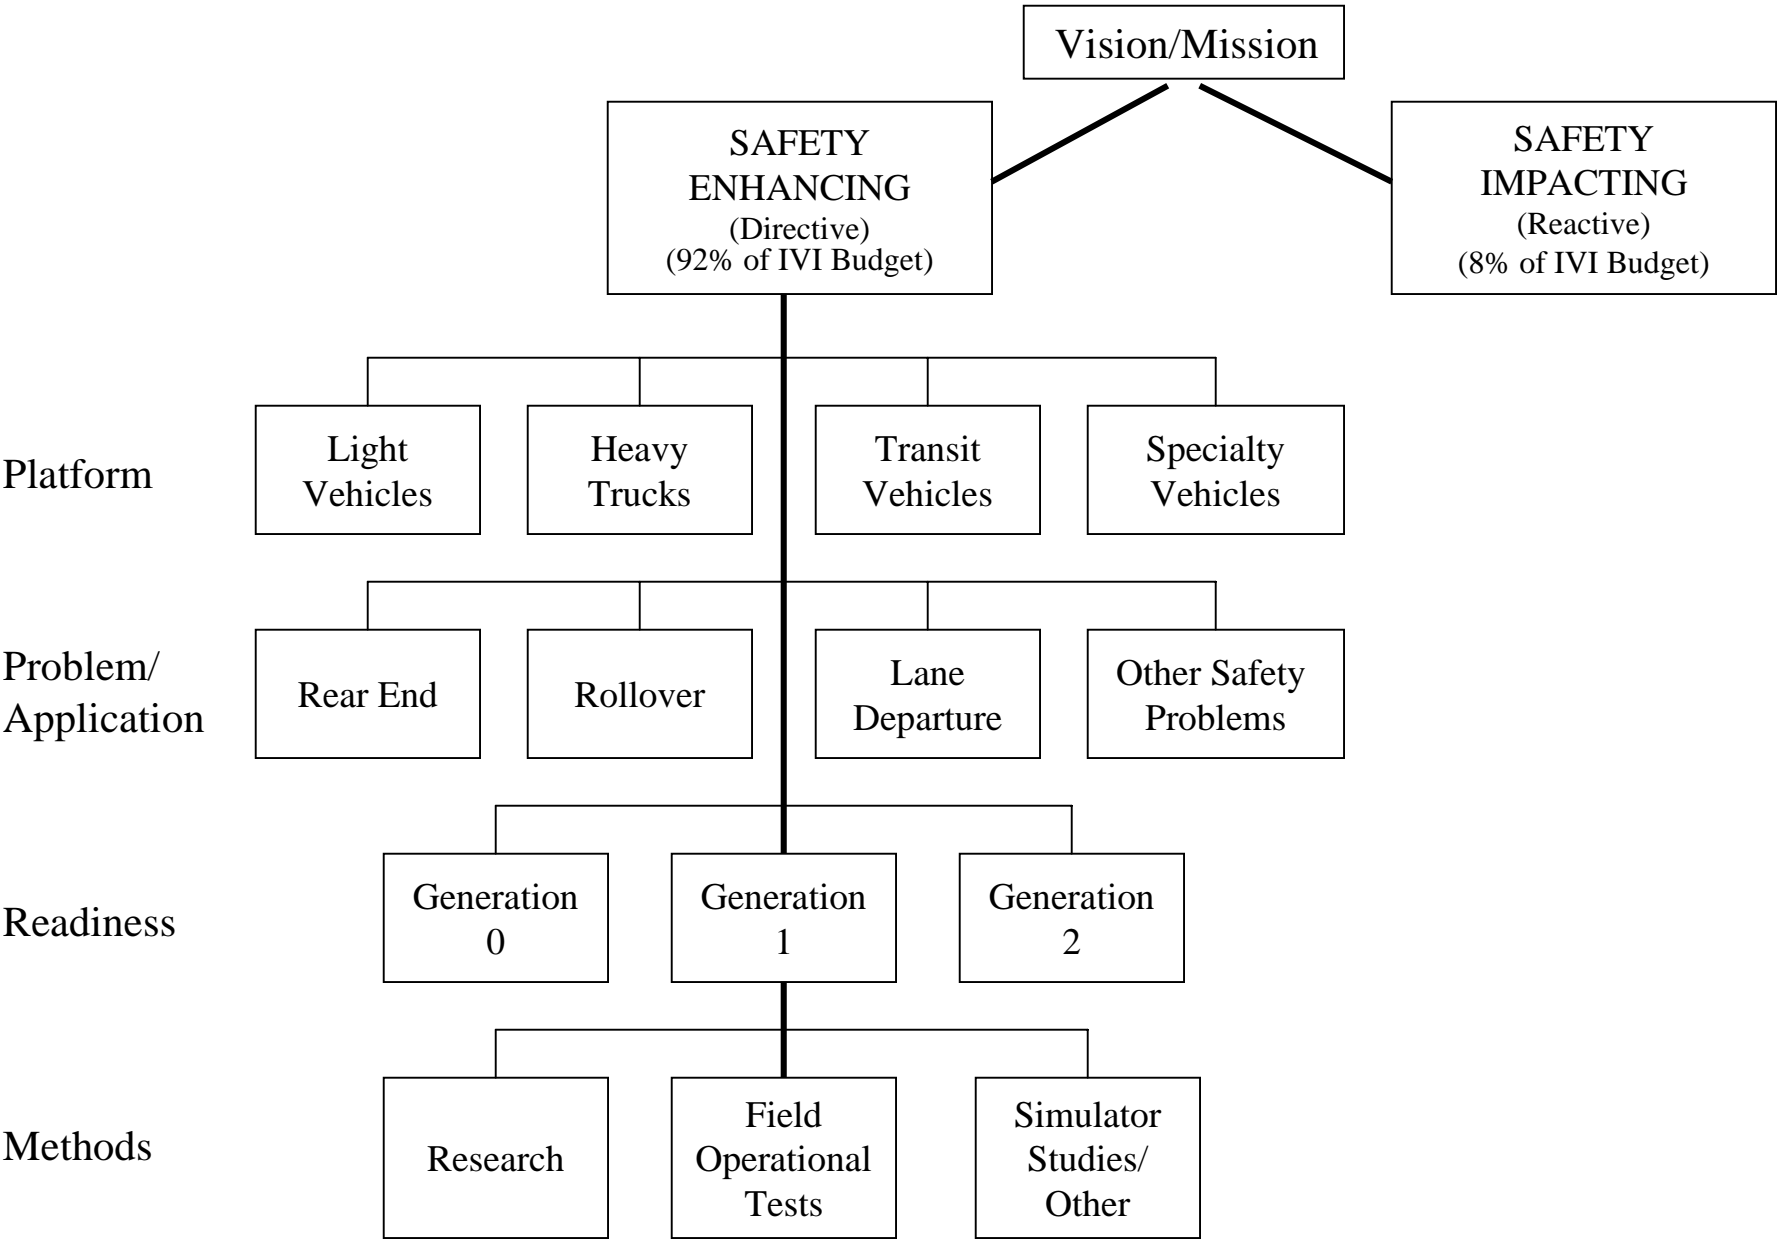 Vision/Mission
SAFETY
ENHANCING
(Directive)
(92% of IVI Budget)
SAFETY
IMPACTING
(Reactive)
(8% of IVI Budget)
Platform
Light
Vehicles
Heavy
Trucks
Transit
Vehicles
Specialty
Vehicles
Problem/
Application
Rear End
Rollover
Lane
Departure
Other Safety
Problems
Readiness
Generation
0
Generation
1
Generation
2
Methods
Research
Field
Operational
Tests
Simulator
Studies/
Other